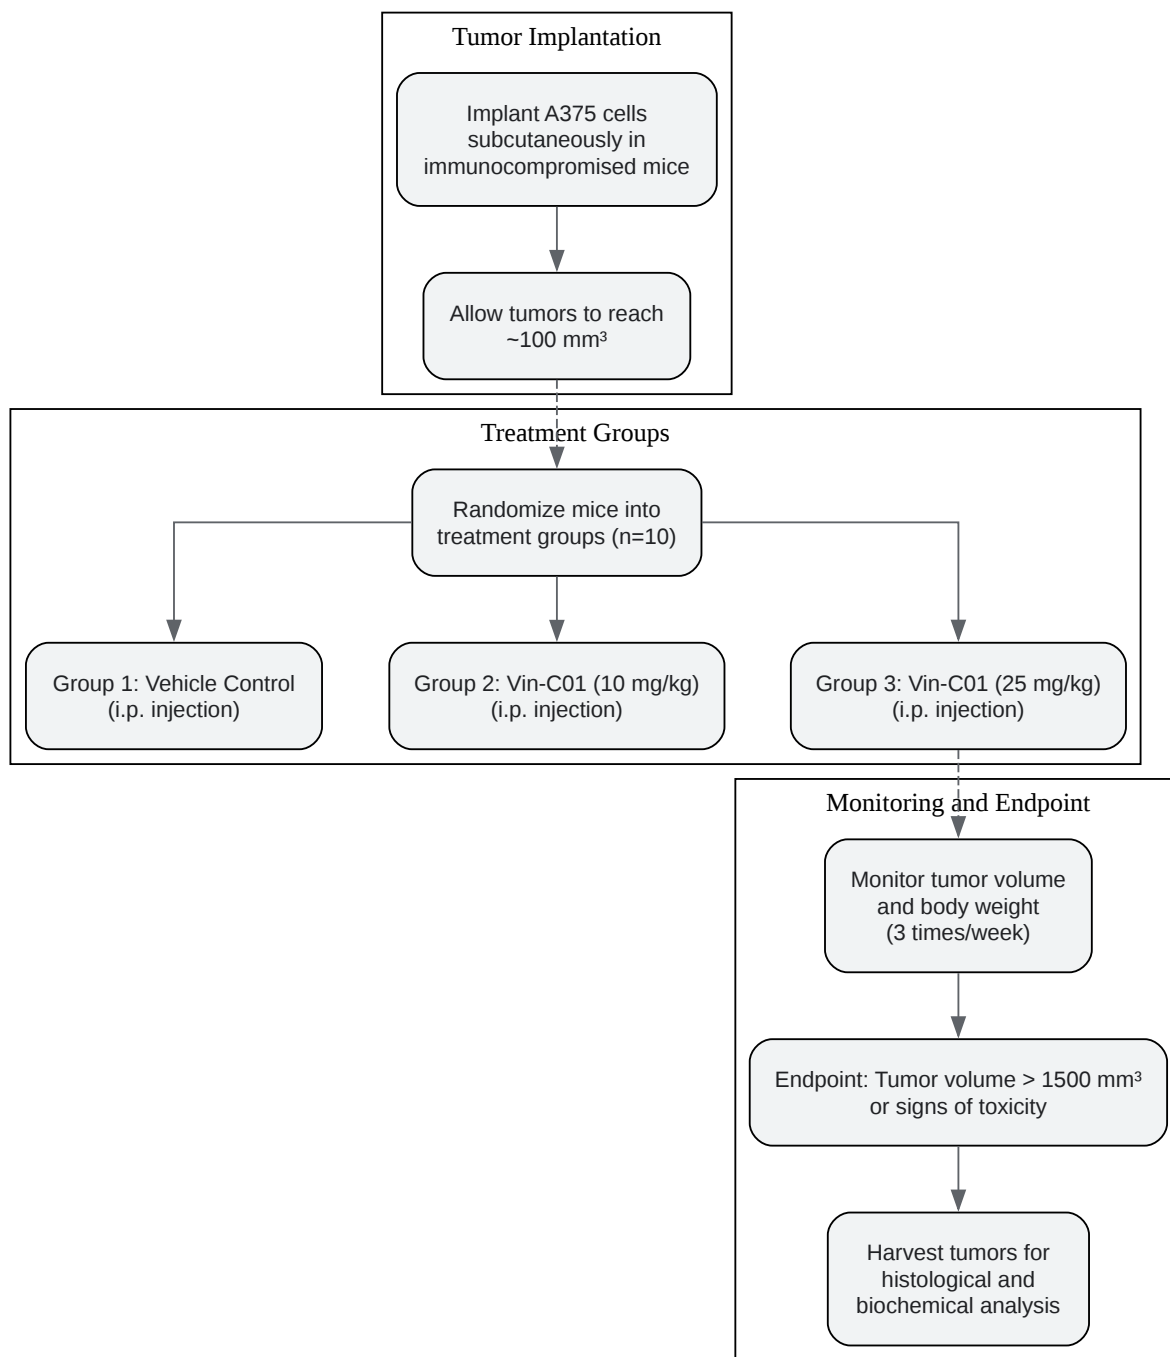 Tumor Implantation
Implant A375 cells
subcutaneously in
immunocompromised mice
Allow tumors to reach
~100 mm³
Treatment Groups
Randomize mice into
treatment groups (n=10)
Group 1: Vehicle Control
(i.p. injection)
Group 2: Vin-C01 (10 mg/kg)
(i.p. injection)
Group 3: Vin-C01 (25 mg/kg)
(i.p. injection)
Monitoring and Endpoint
Monitor tumor volume
and body weight
(3 times/week)
Endpoint: Tumor volume > 1500 mm³
or signs of toxicity
Harvest tumors for
histological and
biochemical analysis